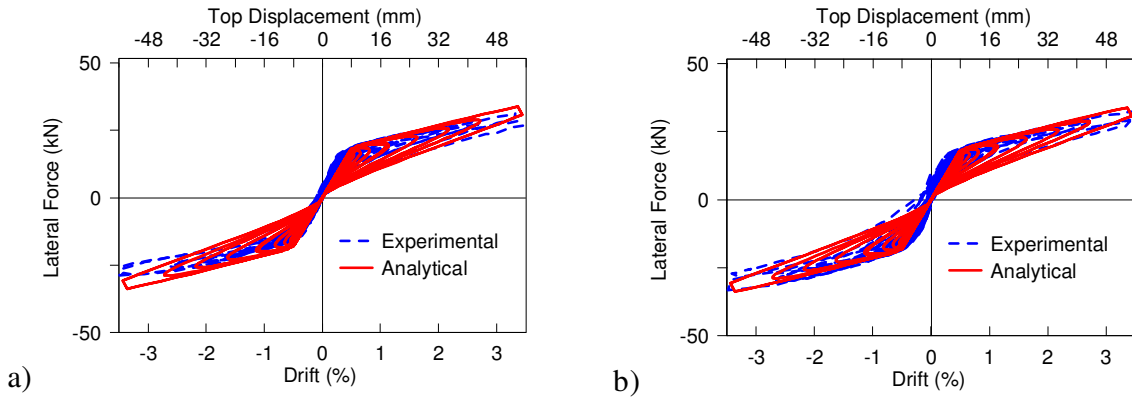 Top Displacement (mm)
-48 -32 -16 0 16 32 48
50
0
-50
Lateral Force (kN)
Experimental
Analytical
-3 -2 -1 0 1 2 3
Drift (%)
a)
Top Displacement (mm)
-48 -32 -16 0 16 32 48
50
0
-50
Lateral Force (kN)
Experimental
Analytical
-3 -2 -1 0 1 2 3
Drift (%)
b)